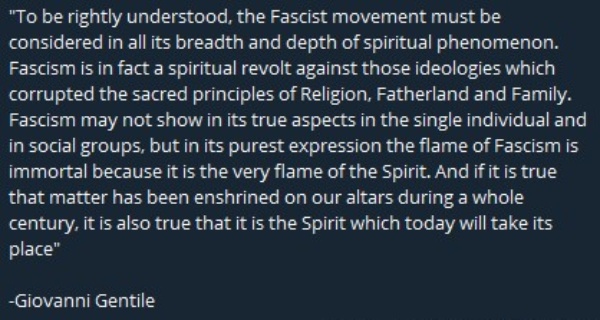 "To be rightly understood, the Fascist movement must be
considered in all its breadth and depth of spiritual phenomenon.
Fascism is in fact a spiritual revolt against those ideologies which
corrupted the sacred principles of Religion, Fatherland and Family.
Fascism may not show in its true aspects in the single individual and
in social groups, but in its purest expression the flame of Fascism is
immortal because it is the very flame of the Spirit. And if it is true
that matter has been enshrined on our altars during a whole
century, it is also true that it is the Spirit which today will take its
place"
-Giovanni Gentile